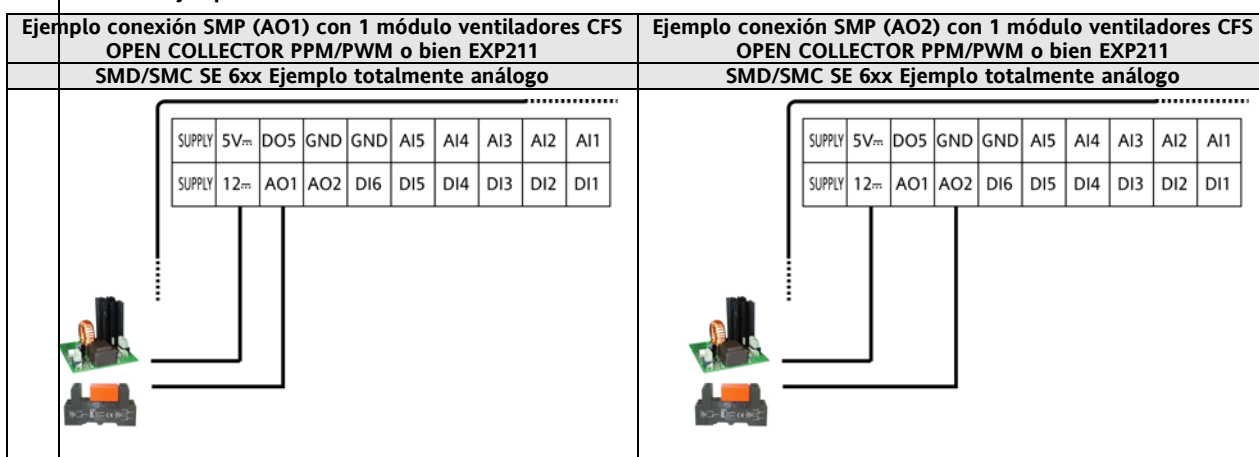 Ejemplo conexión SMP (AO1) con 1 módulo ventiladores CFS
OPEN COLLECTOR PPM/PWM o bien EXP211
SMD/SMC SE 6xx Ejemplo totalmente análogo
SUPPLY 5V⎓ DO5 GND GND AI5 AI4 AI3 AI2 AI1
SUPPLY 12⎓ AO1 AO2 DI6 DI5 DI4 DI3 DI2 DI1
Ejemplo conexión SMP (AO2) con 1 módulo ventiladores CFS
OPEN COLLECTOR PPM/PWM o bien EXP211
SMD/SMC SE 6xx Ejemplo totalmente análogo
SUPPLY 5V⎓ DO5 GND GND AI5 AI4 AI3 AI2 AI1
SUPPLY 12⎓ AO1 AO2 DI6 DI5 DI4 DI3 DI2 DI1